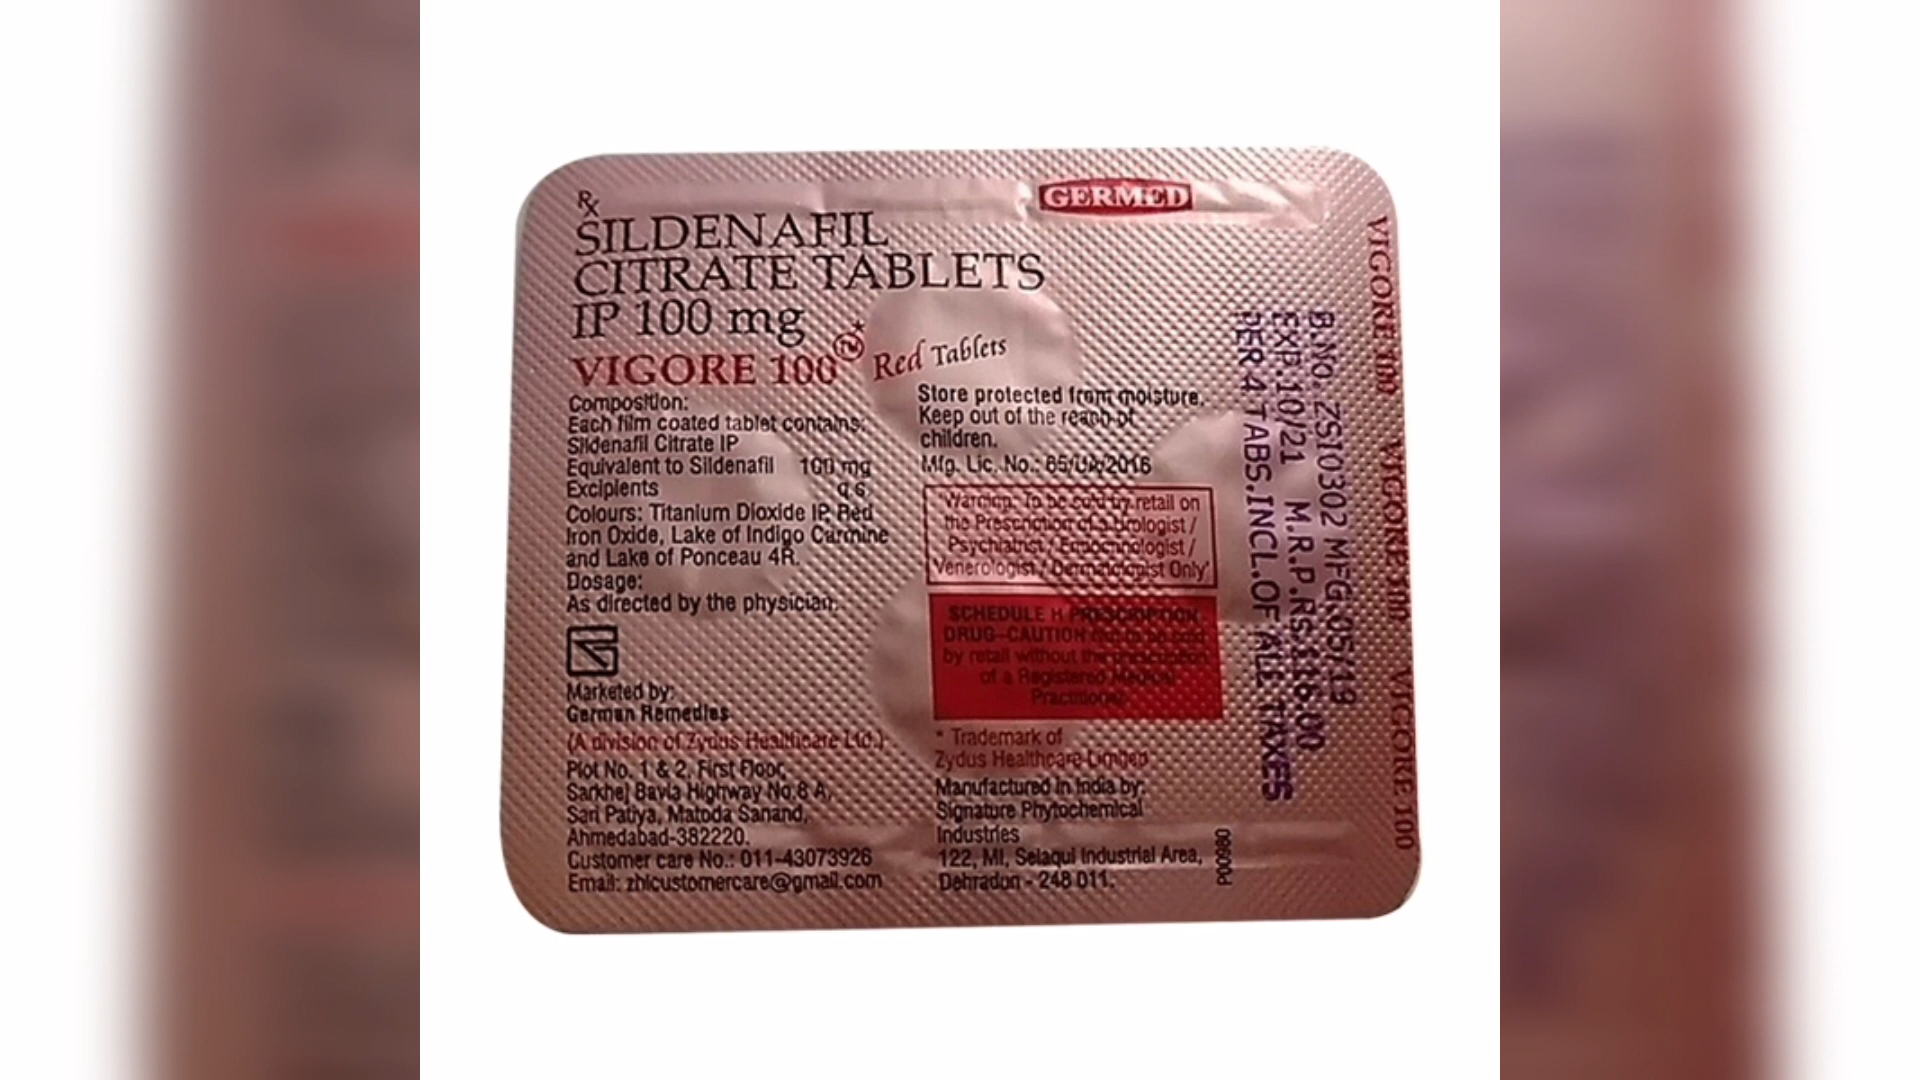 Rx
GERMED
SILDENAFIL
CITRATE TABLETS
IP 100 mg
VIGORE 100™*
Red Tablets
Composition:
Each film coated tablet contains:
Sildenafil Citrate IP
Equivalent to Sildenafil 100 mg
Excipients q.s.
Colours: Titanium Dioxide IP, Red
Iron Oxide, Lake of Indigo Carmine
and Lake of Ponceau 4R.
Dosage:
As directed by the physician.
Marketed by:
German Remedies
(A division of Zydus Healthcare Ltd.)
Plot No. 1 & 2, First Floor,
Sarkhej Bavla Highway No.8 A,
Sari Patiya, Matoda Sanand,
Ahmedabad-382220.
Customer care No.: 011-43073926
Email: zhlcustomercare@gmail.com
Store protected from moisture.
Keep out of the reach of
children.
Mfg. Lic. No.: 65/UA/2016
'Warning: To be sold by retail on
the Prescription of a Urologist /
Psychiatrist / Endocrinologist /
Venerologist / Dermatologist Only'
SCHEDULE H PRESCRIPTION
DRUG-CAUTION Not to be sold
by retail without the prescription
of a Registered Medical
Practitioner.
* Trademark of
Zydus Healthcare Limited
Manufactured in India by:
Signature Phytochemical
Industries
122, MI, Selaqui Industrial Area,
Dehradun - 248 011.
P00980
B.NO. ZSI0302 MFG.05/19
EXP.10/21 M.R.P.RS.116.00
PER 4 TABS.INCL.OF ALL TAXES
VIGORE 100 VIGORE 100 VIGORE 100